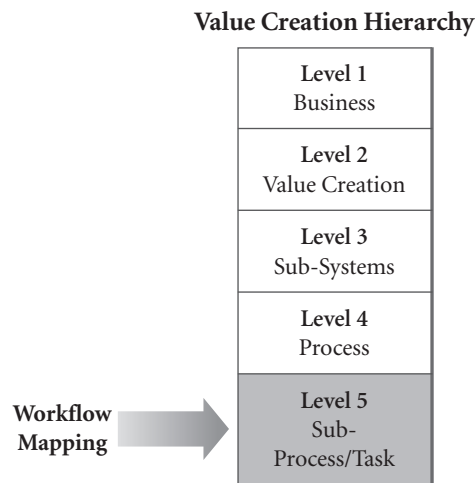 Value Creation Hierarchy
Level 1
Business
Level 2
Value Creation
Level 3
Sub-Systems
Level 4
Process
Level 5
Sub-
Process/Task
Workflow
Mapping